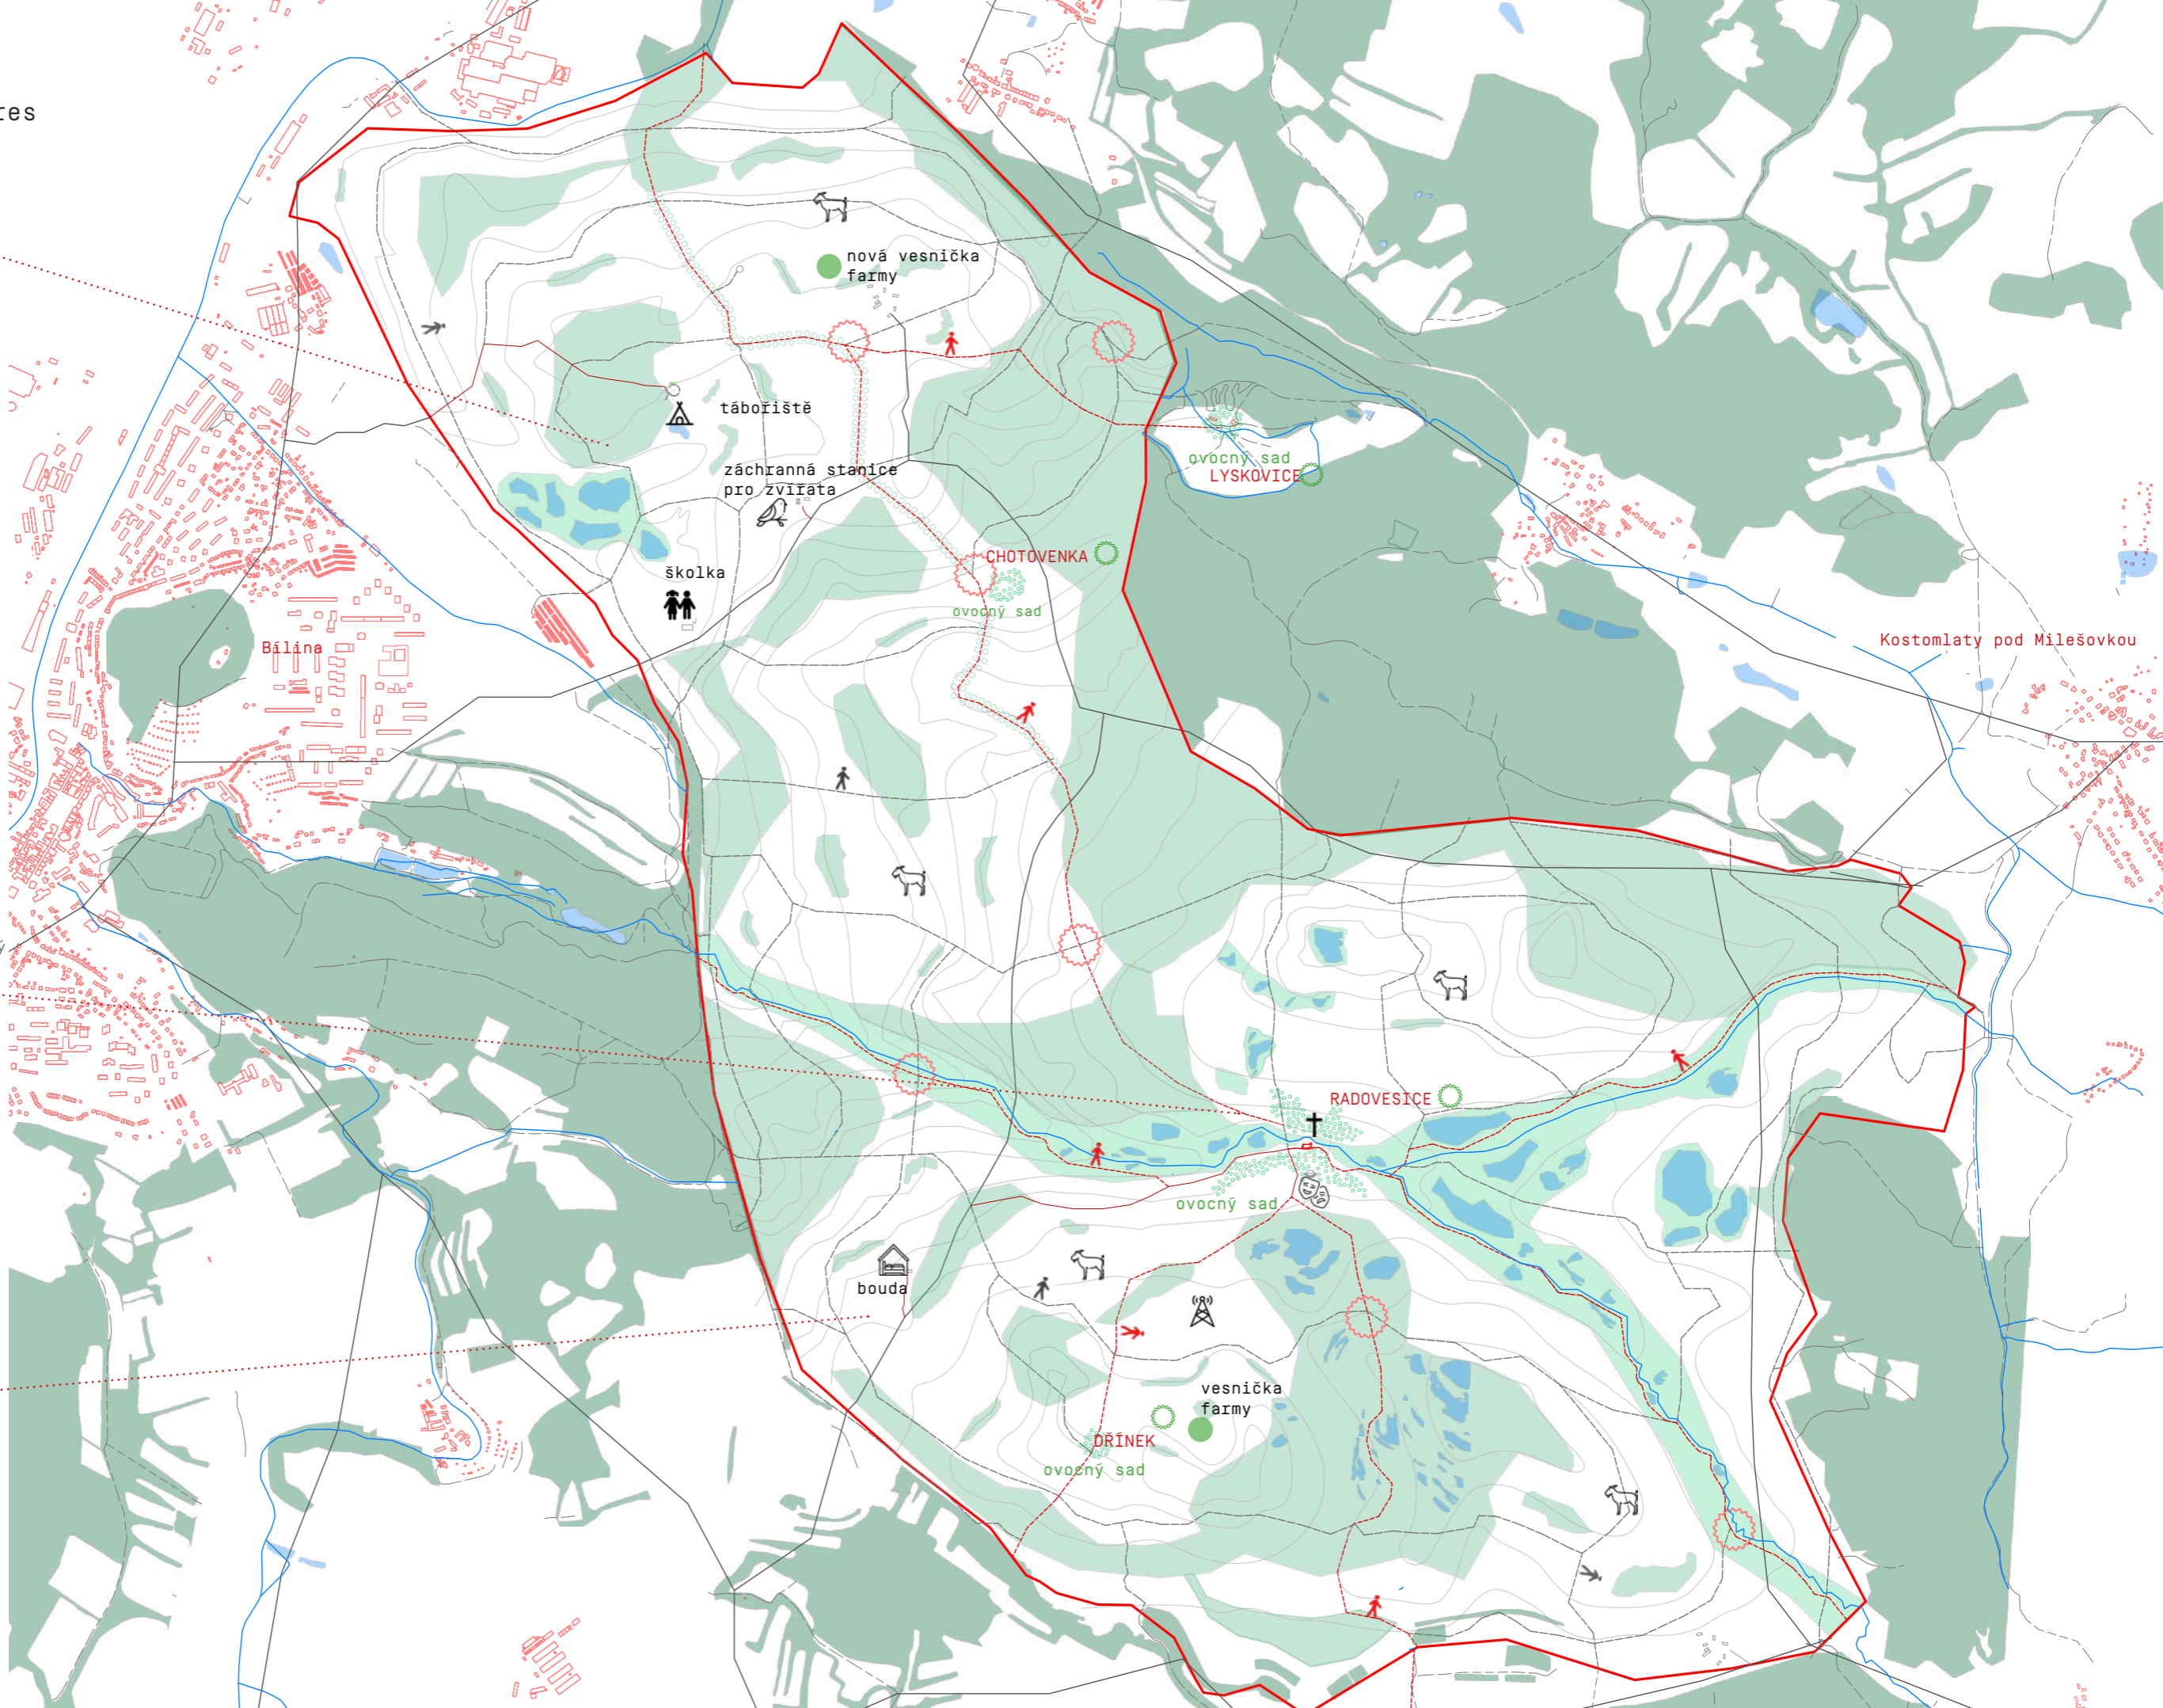 res
nová vesnička
farmy
tábořiště
ovocný sad
LYSKOVICE
záchranná stanice
pro zvířata
CHOTOVENKA
školka
ovocný sad
Bílina
Kostomlaty pod Milešovkou
RADOVESICE
ovocný sad
bouda
vesnička
farmy
DŘÍNEK
ovocný sad